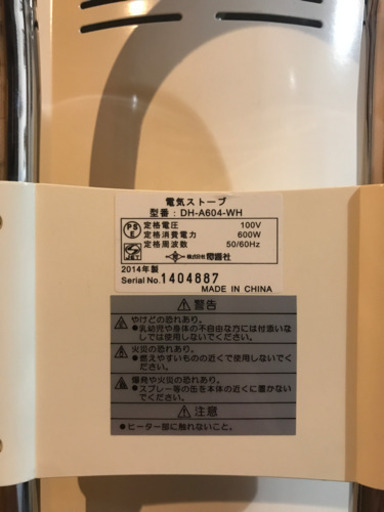 電気ストーブ
型番：DH-A604-WH
定格電圧 100V
定格消費電力 600W
定格周波数 50/60Hz
株式会社
2014年製
Serial No.1404887
MADE IN CHINA
⚠警告
やけどの恐れあり。
●乳幼児や身体の不自由な方には付添いな
しでは使用しないでください。
火災の恐れあり。
●燃えやすいものの近くで使用しないでく
ださい。
爆発や火災の恐れあり。
●スプレー等の缶を本体の近くに置かない
でください。
⚠注意
●ヒーター部に触れないこと。